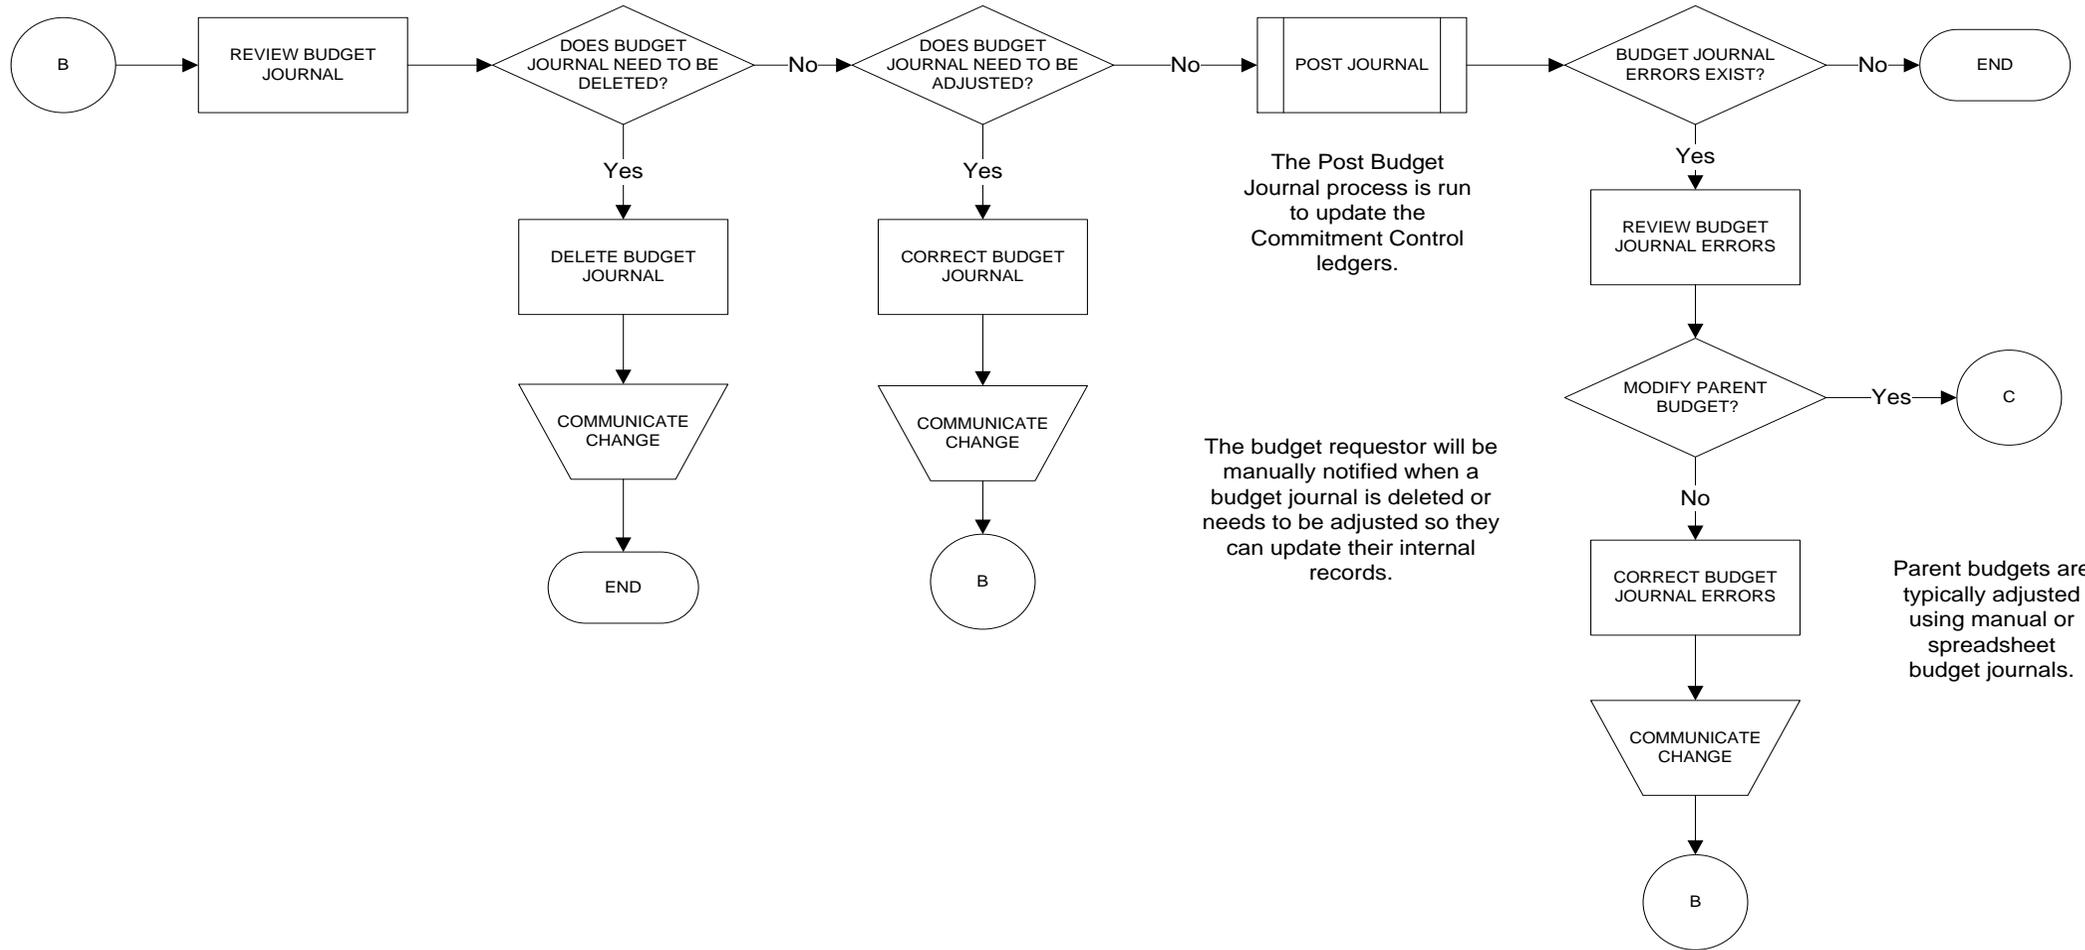 B
REVIEW BUDGET
JOURNAL
DOES BUDGET
JOURNAL NEED TO BE
DELETED?
No
DOES BUDGET
JOURNAL NEED TO BE
ADJUSTED?
No
POST JOURNAL
BUDGET JOURNAL
ERRORS EXIST?
No
END
Yes
DELETE BUDGET
JOURNAL
COMMUNICATE
CHANGE
END
Yes
CORRECT BUDGET
JOURNAL
COMMUNICATE
CHANGE
B
The Post Budget
Journal process is run
to update the
Commitment Control
ledgers.
The budget requestor will be
manually notified when a
budget journal is deleted or
needs to be adjusted so they
can update their internal
records.
Yes
REVIEW BUDGET
JOURNAL ERRORS
MODIFY PARENT
BUDGET?
Yes
C
No
CORRECT BUDGET
JOURNAL ERRORS
COMMUNICATE
CHANGE
B
Parent budgets are
typically adjusted
using manual or
spreadsheet
budget journals.